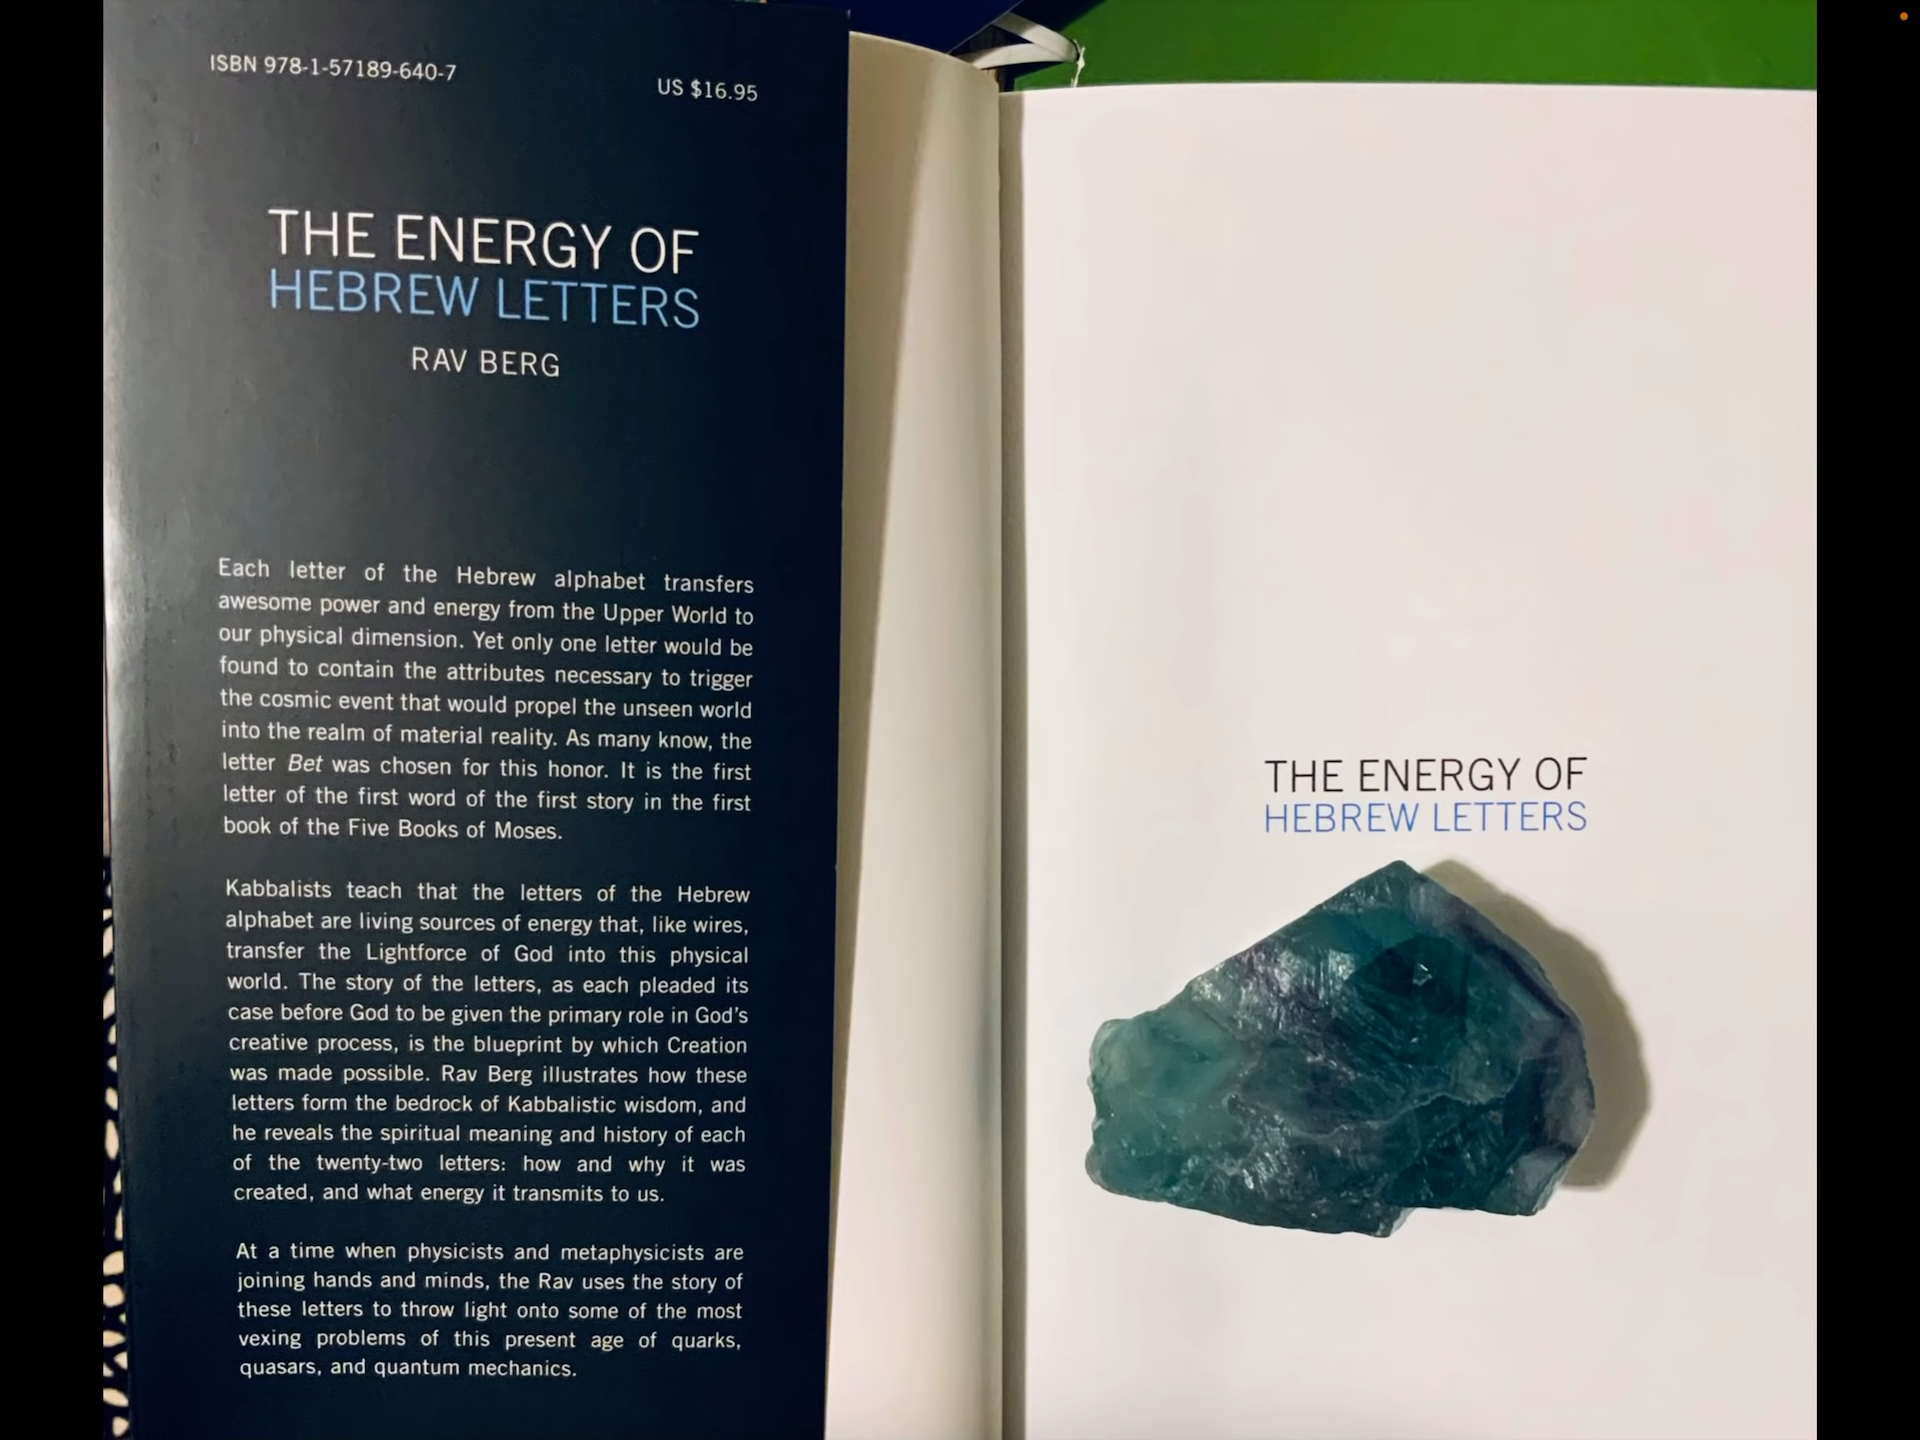 ISBN 978-1-57189-640-7
US $16.95
THE ENERGY OF
HEBREW LETTERS
RAV BERG
Each letter of the Hebrew alphabet transfers
awesome power and energy from the Upper World to
our physical dimension. Yet only one letter would be
found to contain the attributes necessary to trigger
the cosmic event that would propel the unseen world
into the realm of material reality. As many know, the
letter Bet was chosen for this honor. It is the first
letter of the first word of the first story in the first
book of the Five Books of Moses.
Kabbalists teach that the letters of the Hebrew
alphabet are living sources of energy that, like wires,
transfer the Lightforce of God into this physical
world. The story of the letters, as each pleaded its
case before God to be given the primary role in God's
creative process, is the blueprint by which Creation
was made possible. Rav Berg illustrates how these
letters form the bedrock of Kabbalistic wisdom, and
he reveals the spiritual meaning and history of each
of the twenty-two letters: how and why it was
created, and what energy it transmits to us.
At a time when physicists and metaphysicists are
joining hands and minds, the Rav uses the story of
these letters to throw light onto some of the most
vexing problems of this present age of quarks,
quasars, and quantum mechanics.
THE ENERGY OF
HEBREW LETTERS